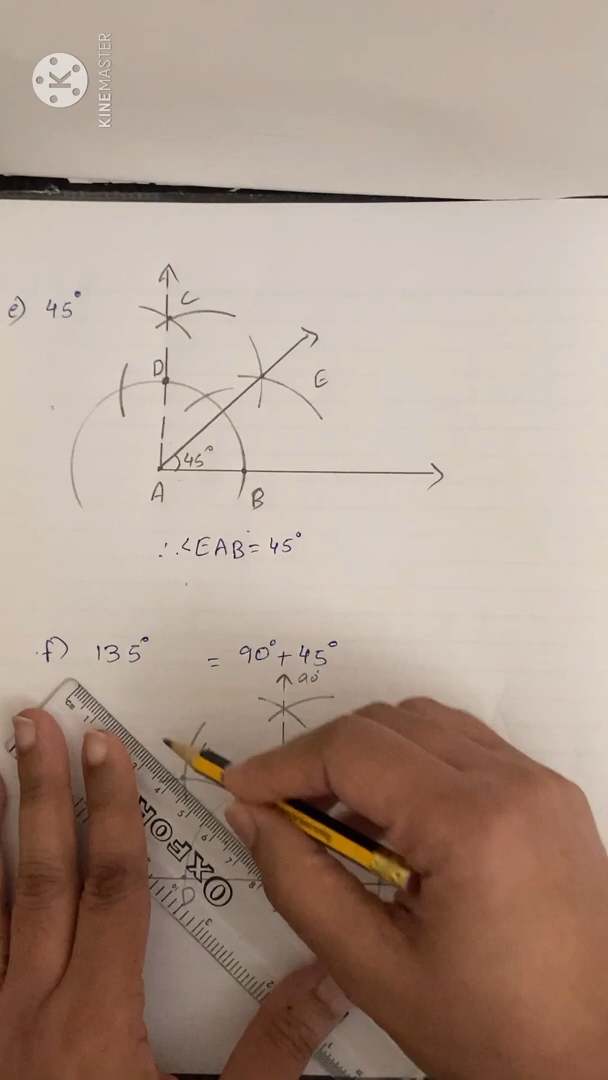 KINEMASTER
e) 45°
C
D
E
45°
A
B
∴∠EAB = 45°
f) 135° = 90° + 45°
90°
OXFORD